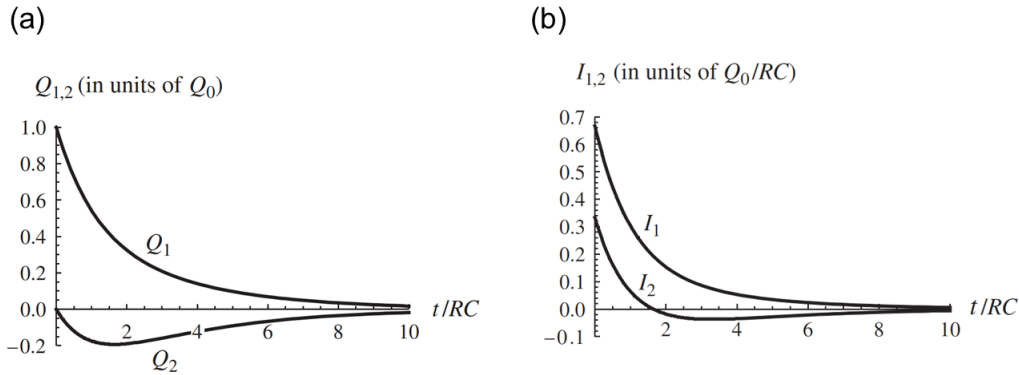 (a)
Q₁,₂ (in units of Q₀)
1.0
0.8
0.6
0.4
0.2
0.0
−0.2
2
4
6
8
10
t/RC
Q₁
Q₂
(b)
I₁,₂ (in units of Q₀/RC)
0.7
0.6
0.5
0.4
0.3
0.2
0.1
0.0
−0.1
2
4
6
8
10
t/RC
I₁
I₂